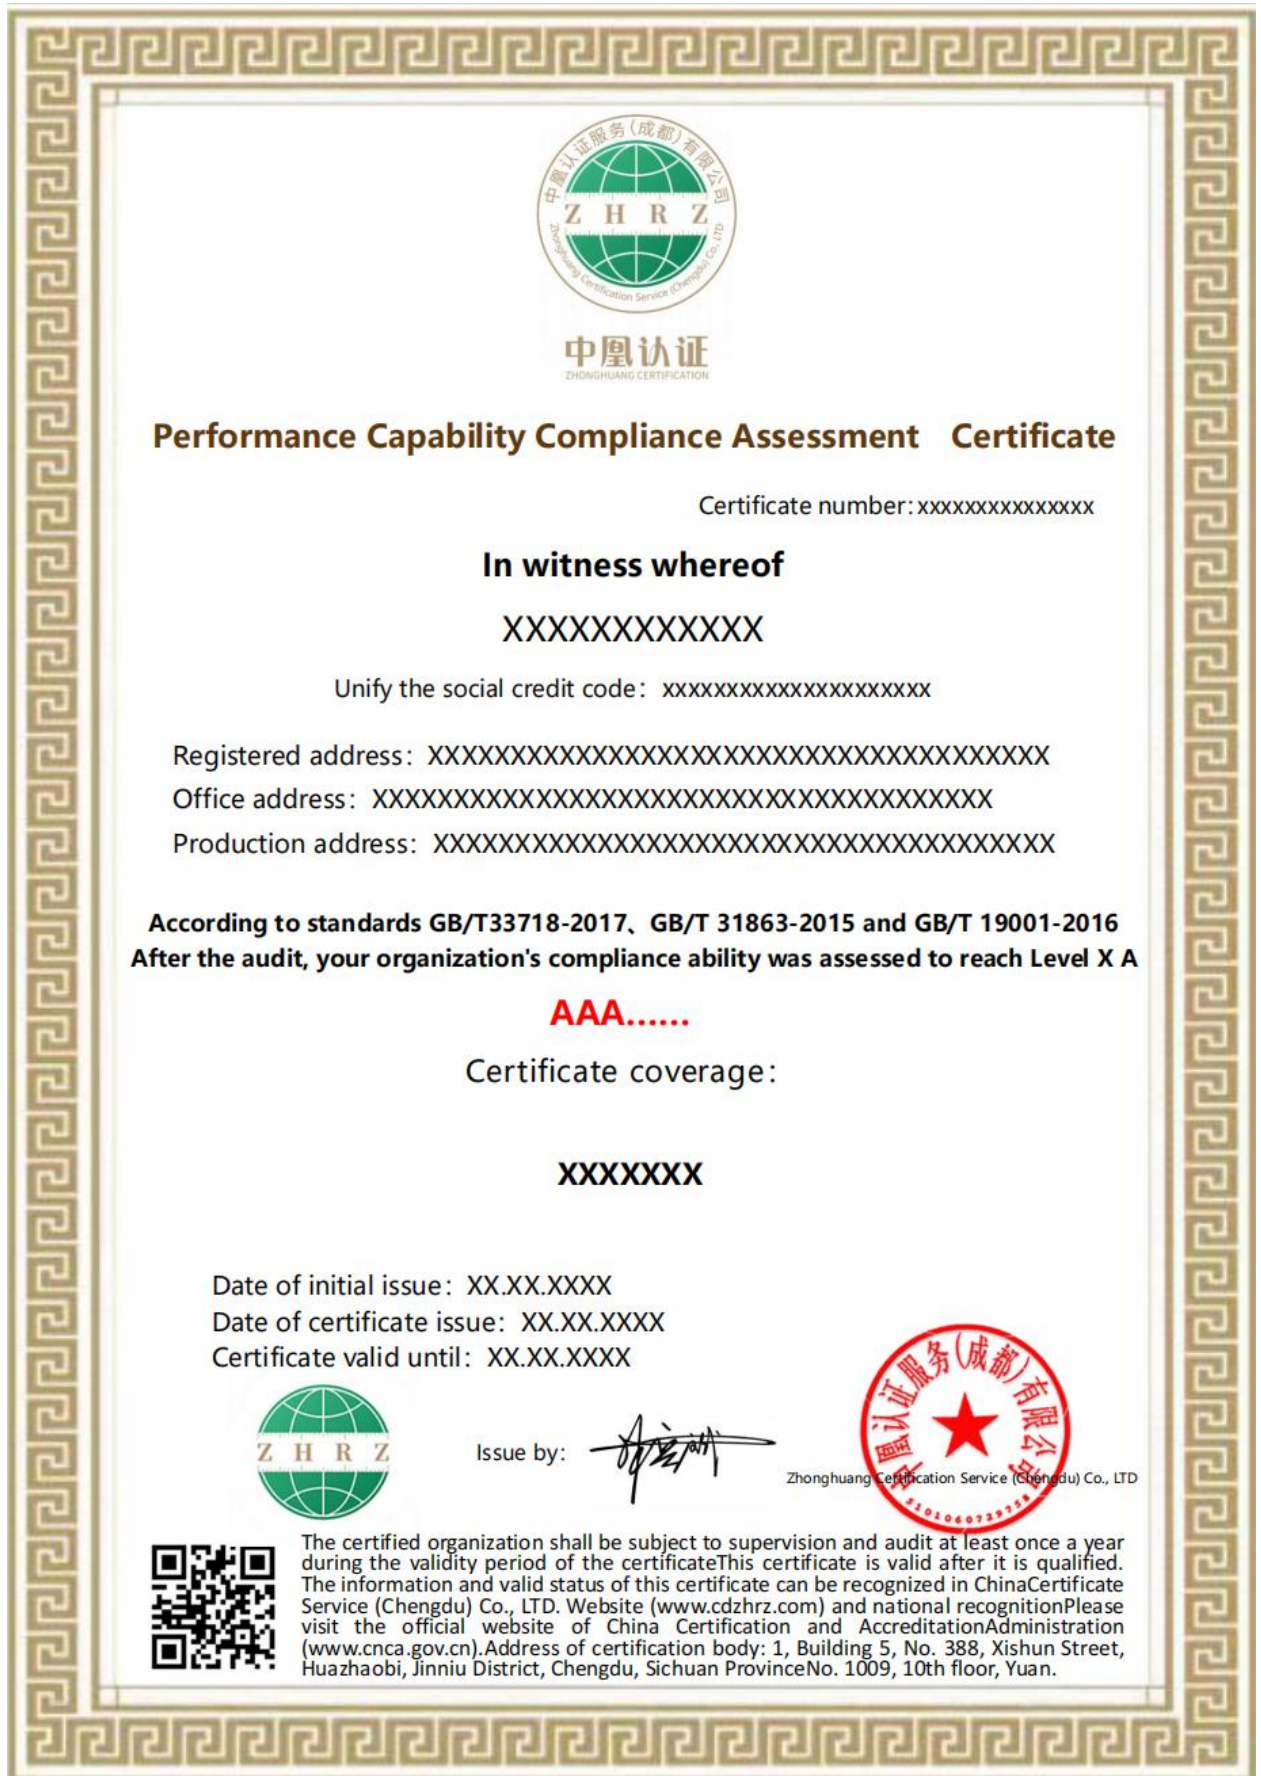 中凰认证服务(成都)有限公司
Z H R Z
Zhonghuang Certification Service (Chengdu) Co., LTD
中凰认证
ZHONGHUANG CERTIFICATION
Performance Capability Compliance Assessment Certificate
Certificate number:xxxxxxxxxxxxxxx
In witness whereof
XXXXXXXXXXXX
Unify the social credit code：xxxxxxxxxxxxxxxxxxxxx
Registered address：XXXXXXXXXXXXXXXXXXXXXXXXXXXXXXXXXXXXXX
Office address：XXXXXXXXXXXXXXXXXXXXXXXXXXXXXXXXXXXXXX
Production address：XXXXXXXXXXXXXXXXXXXXXXXXXXXXXXXXXXXXXX
According to standards GB/T33718-2017、GB/T 31863-2015 and GB/T 19001-2016
After the audit, your organization's compliance ability was assessed to reach Level X A
AAA......
Certificate coverage：
XXXXXXX
Date of initial issue：XX.XX.XXXX
Date of certificate issue：XX.XX.XXXX
Certificate valid until：XX.XX.XXXX
Z H R Z
Issue by:
中凰认证服务(成都)有限公司
Zhonghuang Certification Service (Chengdu) Co., LTD
5101060729758
The certified organization shall be subject to supervision and audit at least once a year
during the validity period of the certificateThis certificate is valid after it is qualified.
The information and valid status of this certificate can be recognized in ChinaCertificate
Service (Chengdu) Co., LTD. Website (www.cdzhrz.com) and national recognitionPlease
visit the official website of China Certification and AccreditationAdministration
(www.cnca.gov.cn).Address of certification body: 1, Building 5, No. 388, Xishun Street,
Huazhaobi, Jinniu District, Chengdu, Sichuan ProvinceNo. 1009, 10th floor, Yuan.